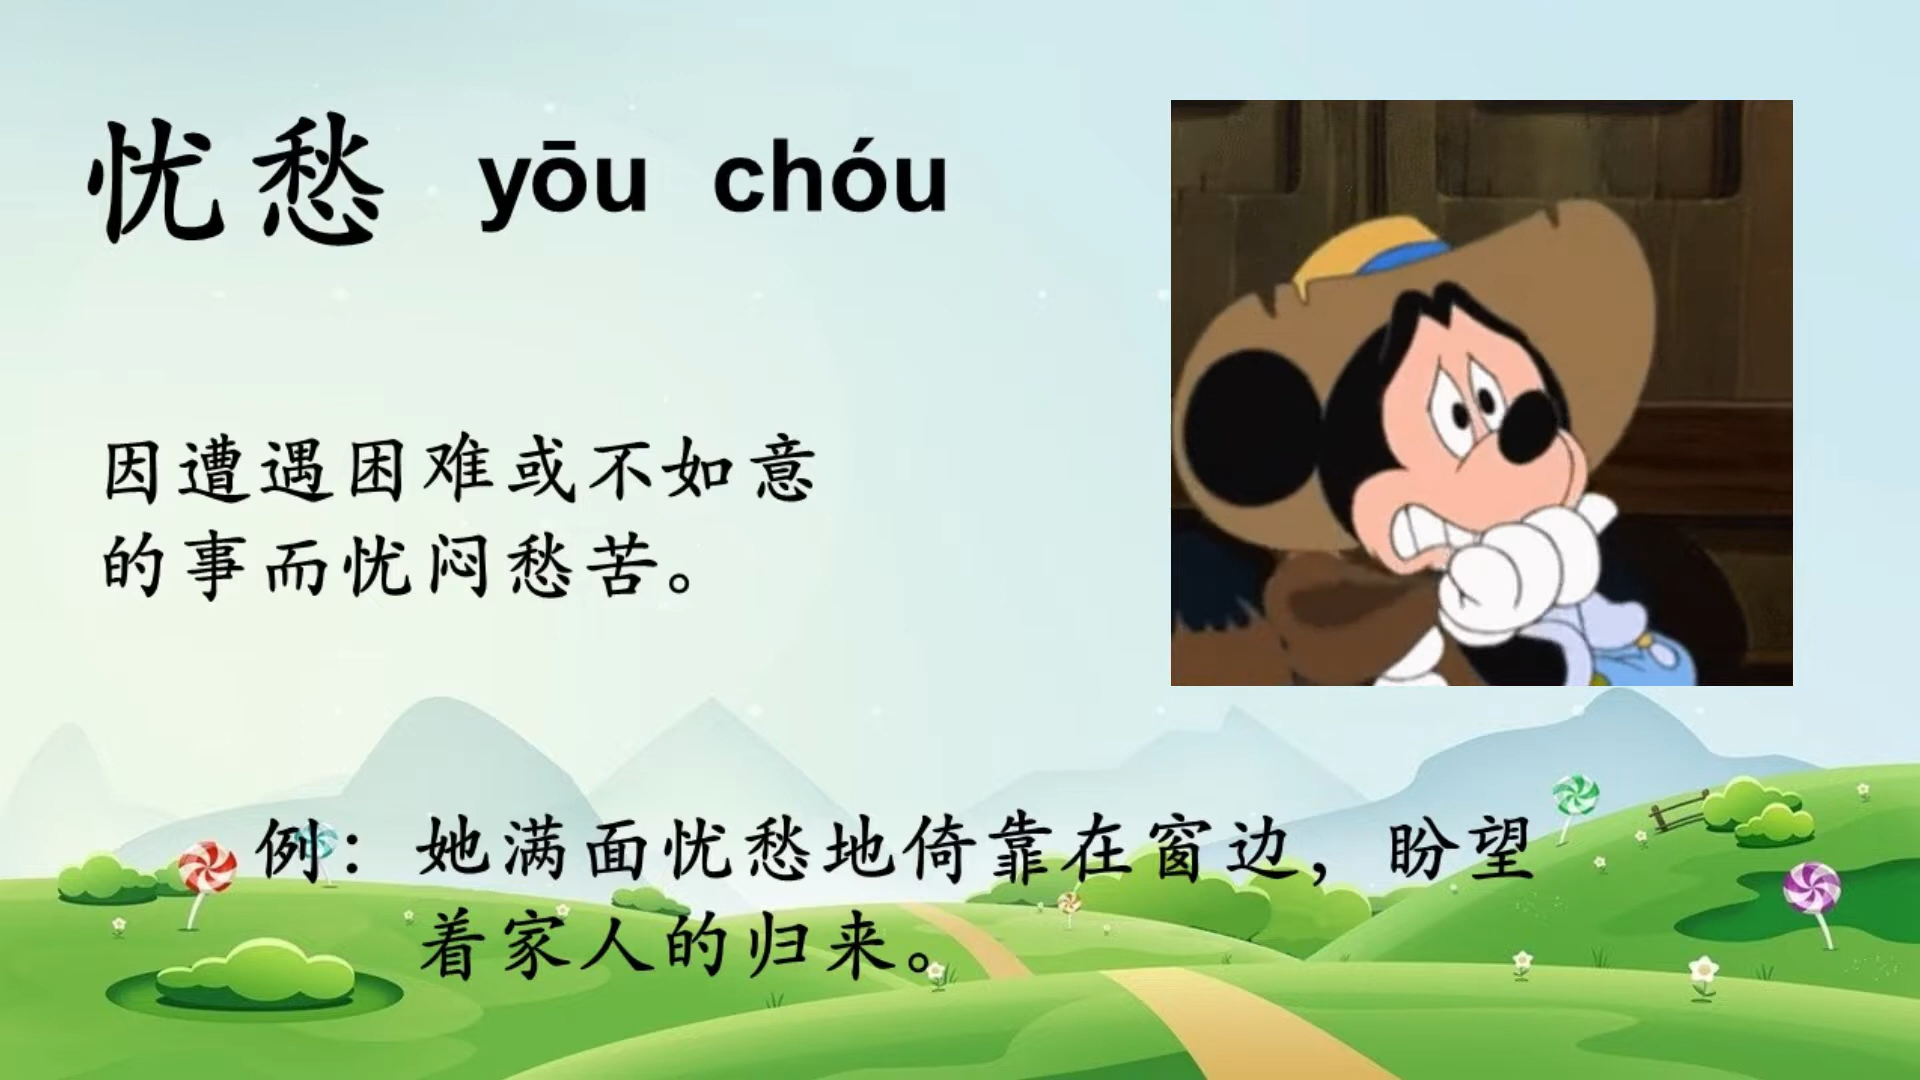 忧愁 yōu chóu
因遭遇困难或不如意
的事而忧闷愁苦。
例：她满面忧愁地倚靠在窗边，盼望
着家人的归来。